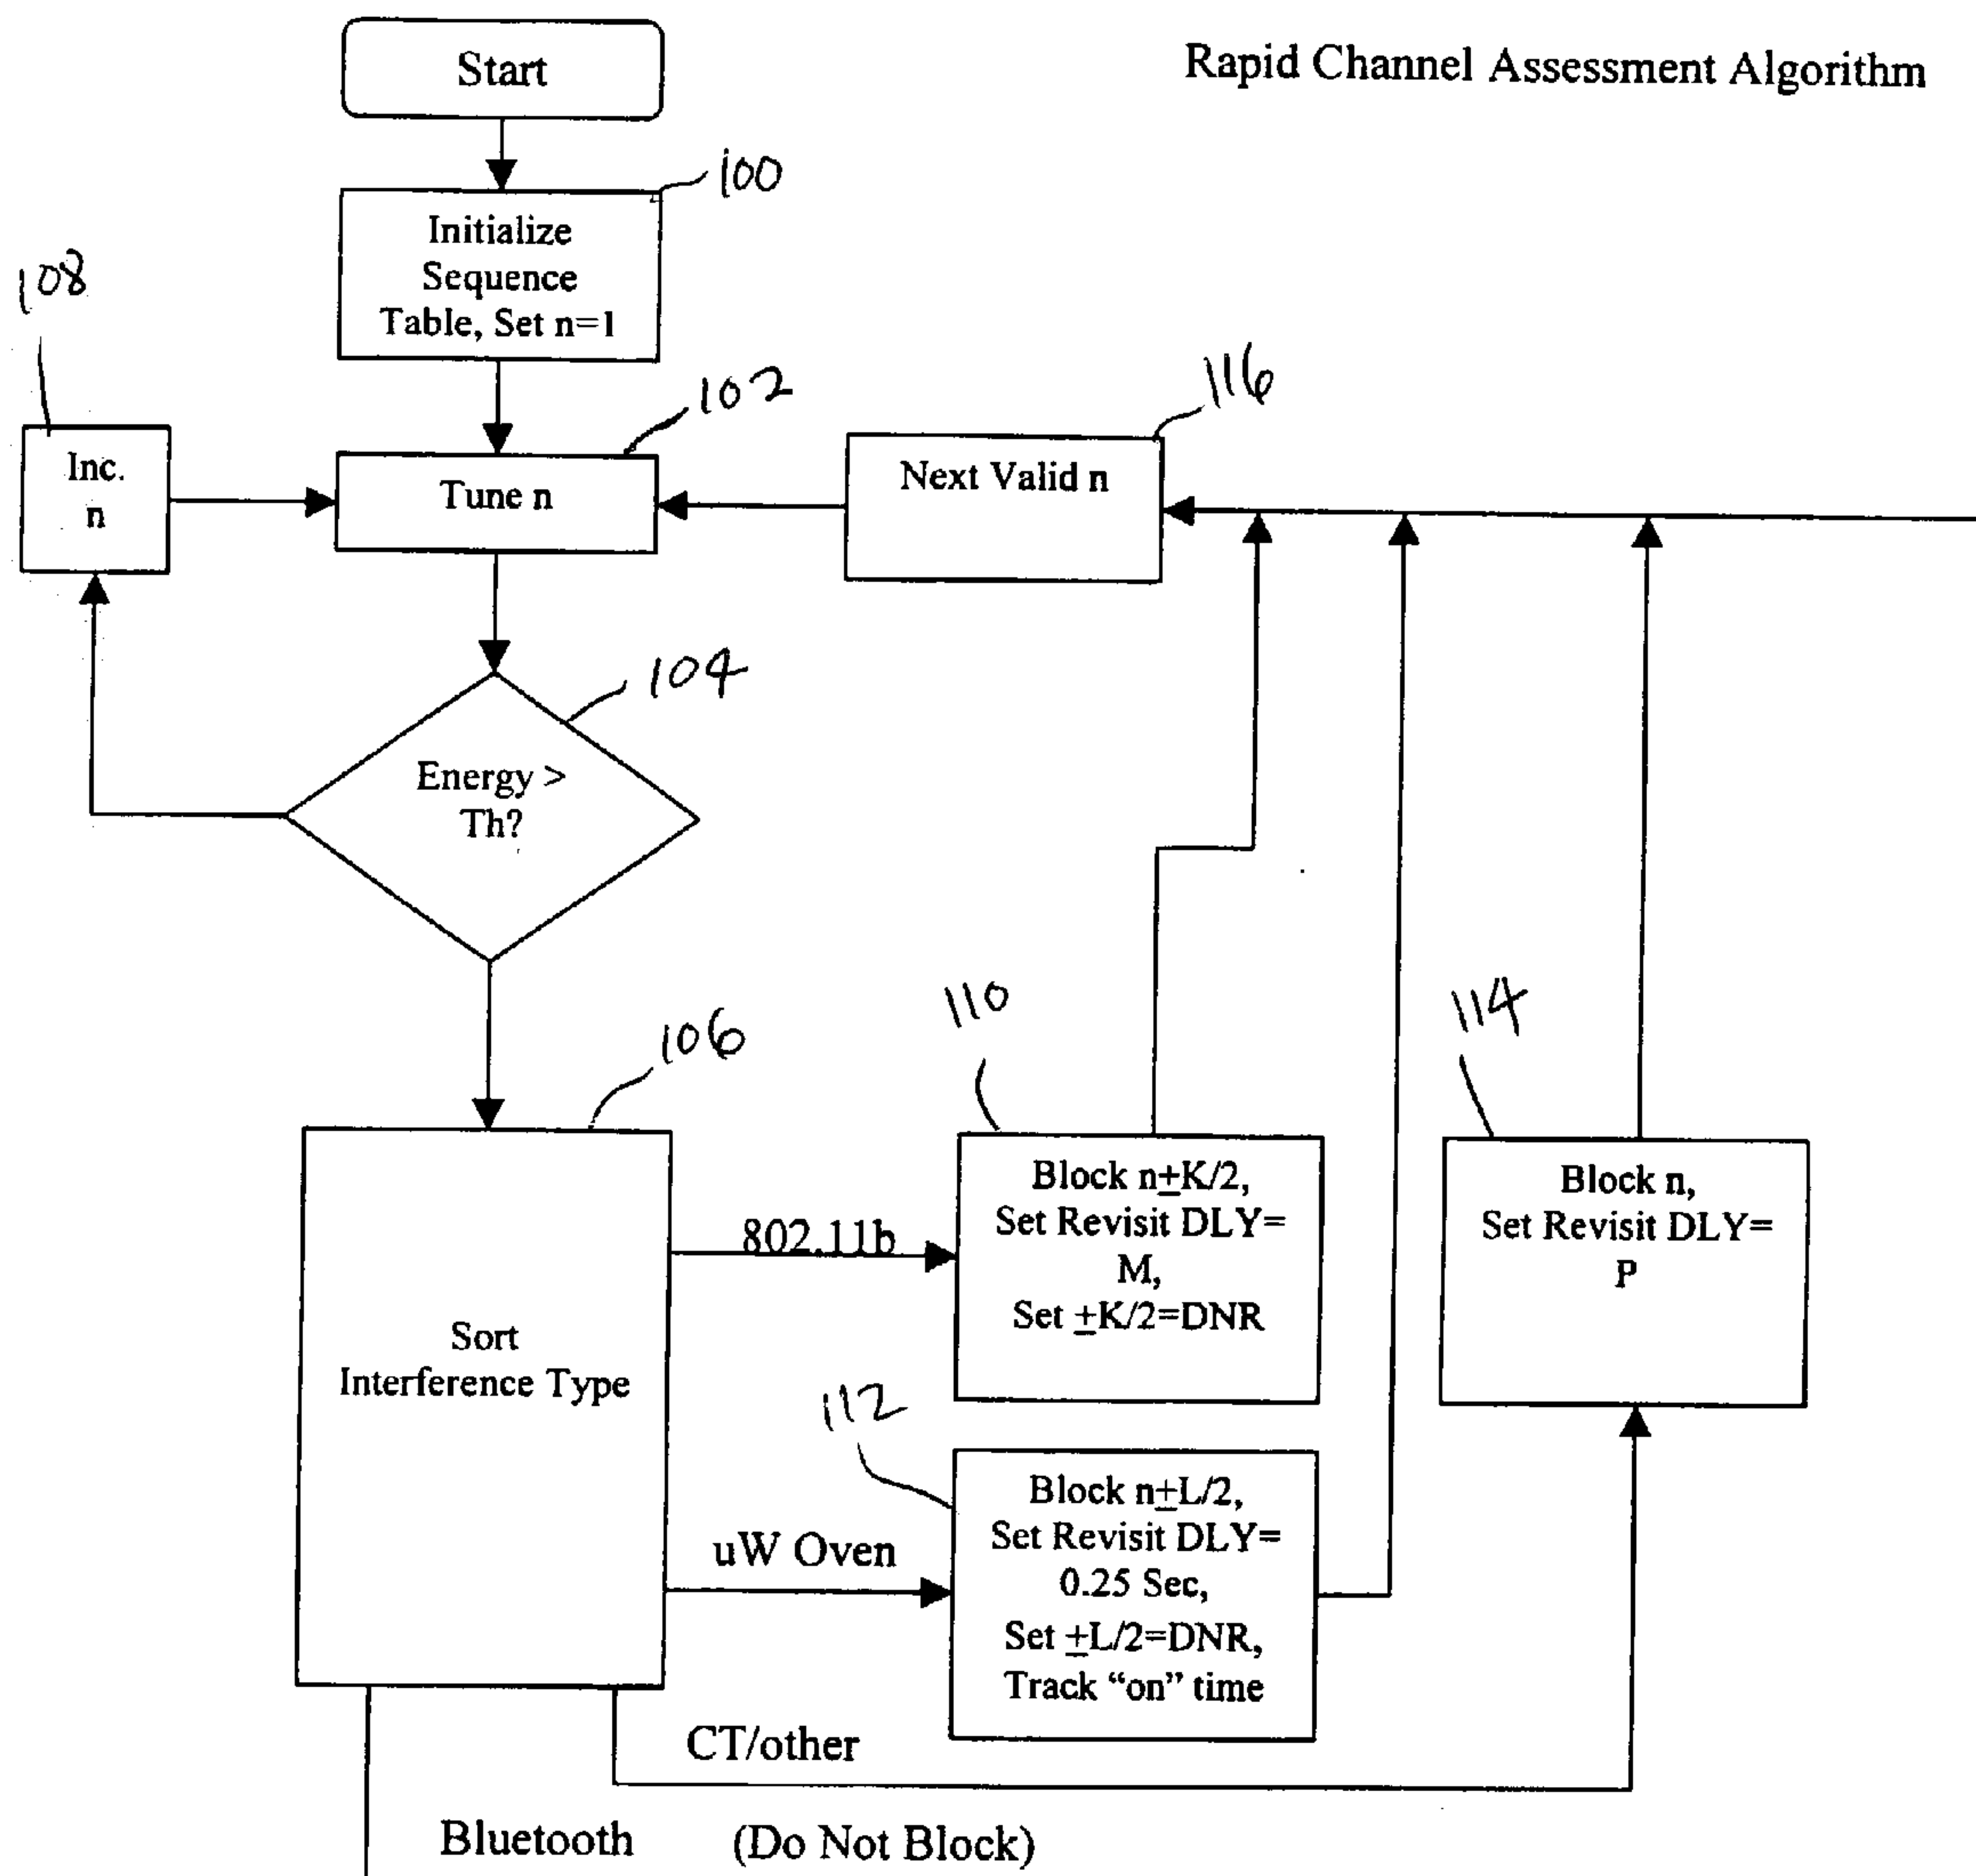 Rapid Channel Assessment Algorithm
Start
100
Initialize
Sequence
Table, Set n=1
108
102
116
Inc.
n
Tune n
Next Valid n
104
Energy >
Th?
106
110
114
Sort
Interference Type
802.11b
Block n±K/2,
Set Revisit DLY=
M,
Set ±K/2=DNR
Block n,
Set Revisit DLY=
P
112
uW Oven
Block n±L/2,
Set Revisit DLY=
0.25 Sec,
Set ±L/2=DNR,
Track “on” time
CT/other
Bluetooth (Do Not Block)